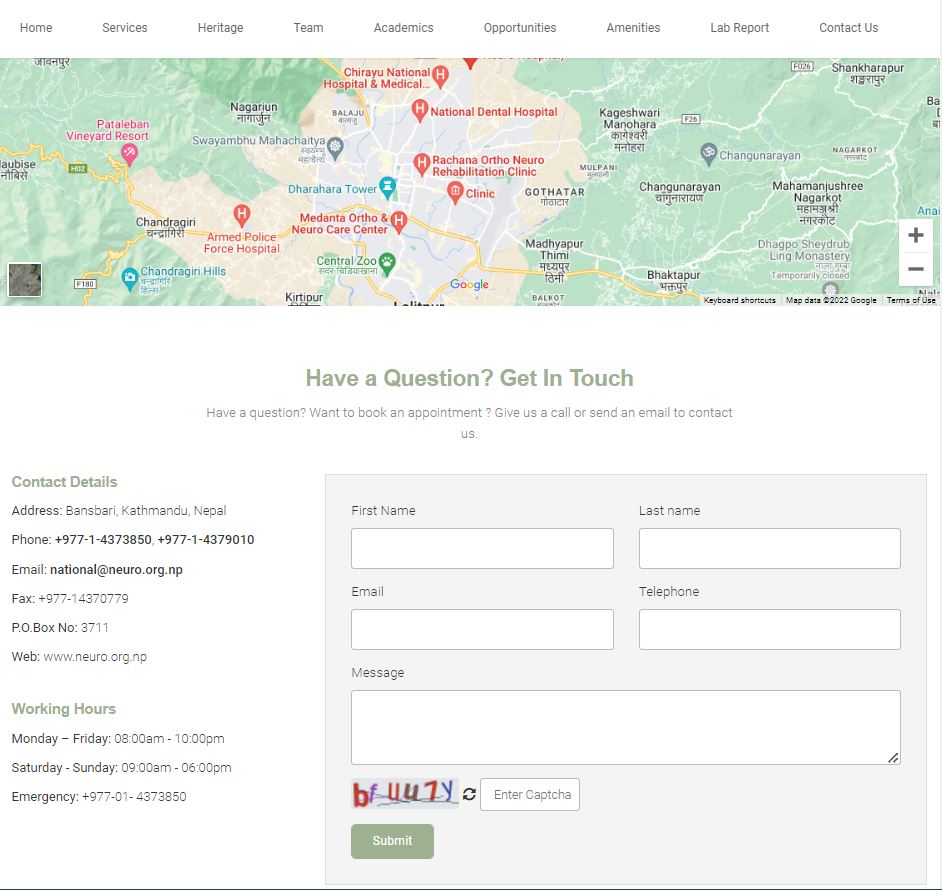 Home Services Heritage Team Academics Opportunities Amenities Lab Report Contact Us
Chirayu National
Hospital & Medical...
F026
Shankharapur
शङ्खरापुर
Nagarjun
नागार्जुन
BALAJU
बालाजु
National Dental Hospital
Kageshwari
Manohara
कागेश्वरी
मनोहरा
F26
Pataleban
Vineyard Resort
Swayambhu Mahachaitya
स्वयम्भू
महाचैत्य
H02
नौबिसे
Rachana Ortho Neuro
Rehabilitation Clinic
MULPANI
मुलपानी
Changunarayan
NAGARKOT
नगरकोट
Dharahara Tower
Clinic
GOTHATAR
गोठाटार
Changunarayan
चाँगुनारायण
Mahamanjushree
Nagarkot
महामञ्जुश्री
नगरकोट
Chandragiri
चन्द्रागिरी
Armed Police
Force Hospital
Medanta Ortho &
Neuro Care Center
Madhyapur
Thimi
मध्यपुर
ठिमी
Dhagpo Sheydrub
Ling Monastery
Temporarily closed
Chandragiri Hills
चन्द्रागिरि
हिल्स
F180
Central Zoo
सदर चिडियाखाना
Google
Bhaktapur
भक्तपुर
Kirtipur
Lalitpur
BALKOT
Keyboard shortcuts Map data ©2022 Google Terms of Use
Have a Question? Get In Touch
Have a question? Want to book an appointment ? Give us a call or send an email to contact
us.
Contact Details
Address: Bansbari, Kathmandu, Nepal
Phone: +977-1-4373850, +977-1-4379010
Email: national@neuro.org.np
Fax: +977-14370779
P.O.Box No: 3711
Web: www.neuro.org.np
Working Hours
Monday – Friday: 08:00am - 10:00pm
Saturday - Sunday: 09:00am - 06:00pm
Emergency: +977-01- 4373850
First Name Last name
Email Telephone
Message
Enter Captcha
Submit